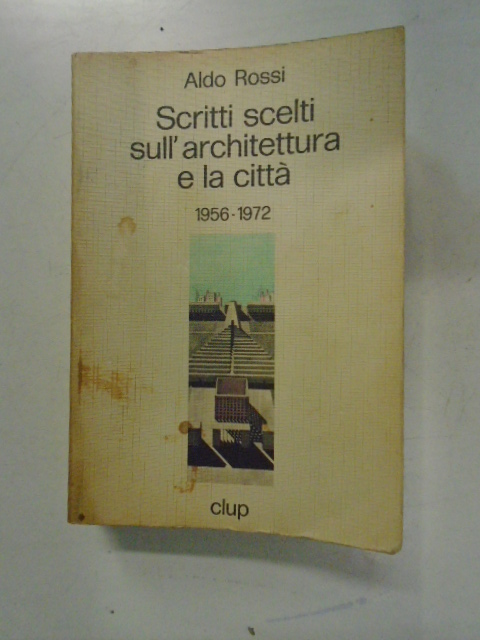 Aldo Rossi
Scritti scelti
sull'architettura
e la città
1956-1972
clup